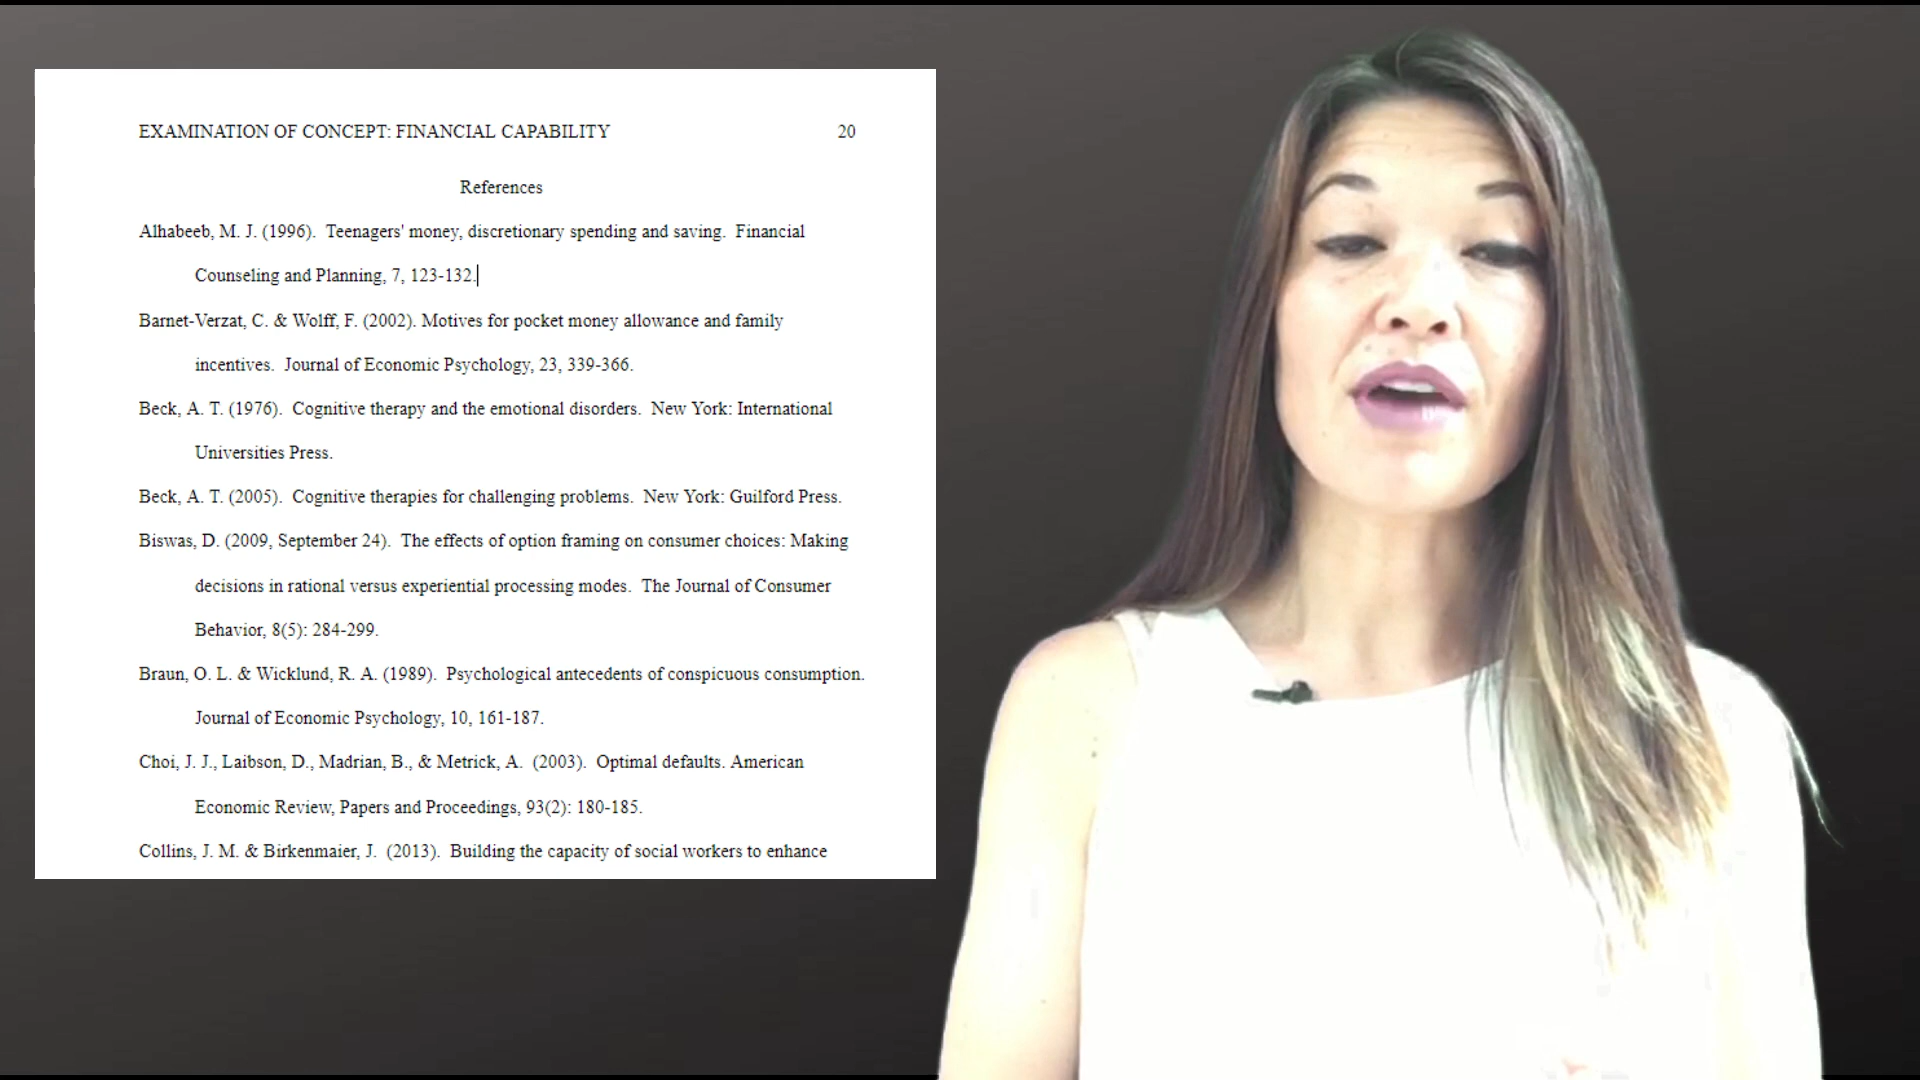 EXAMINATION OF CONCEPT: FINANCIAL CAPABILITY 20
References
Alhabeeb, M. J. (1996).  Teenagers' money, discretionary spending and saving.  Financial
Counseling and Planning, 7, 123-132.
Barnet-Verzat, C. & Wolff, F. (2002). Motives for pocket money allowance and family
incentives.  Journal of Economic Psychology, 23, 339-366.
Beck, A. T. (1976).  Cognitive therapy and the emotional disorders.  New York: International
Universities Press.
Beck, A. T. (2005).  Cognitive therapies for challenging problems.  New York: Guilford Press.
Biswas, D. (2009, September 24).  The effects of option framing on consumer choices: Making
decisions in rational versus experiential processing modes.  The Journal of Consumer
Behavior, 8(5): 284-299.
Braun, O. L. & Wicklund, R. A. (1989).  Psychological antecedents of conspicuous consumption.
Journal of Economic Psychology, 10, 161-187.
Choi, J. J., Laibson, D., Madrian, B., & Metrick, A.  (2003).  Optimal defaults. American
Economic Review, Papers and Proceedings, 93(2): 180-185.
Collins, J. M. & Birkenmaier, J.  (2013).  Building the capacity of social workers to enhance